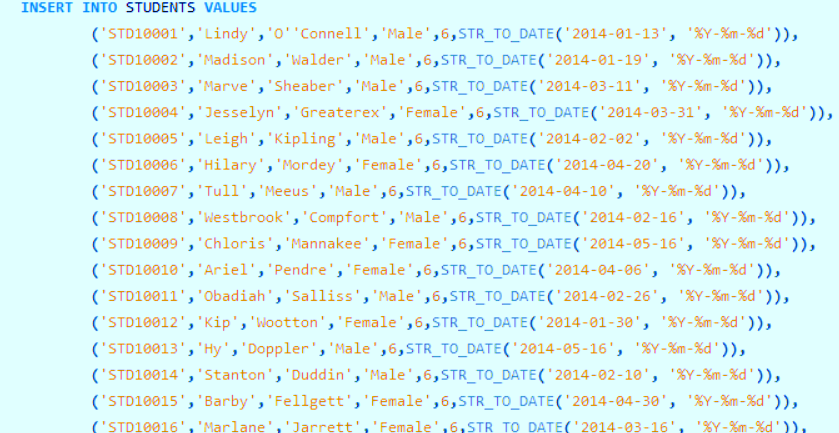 INSERT INTO STUDENTS VALUES
('STD10001','Lindy','O''Connell','Male',6,STR_TO_DATE('2014-01-13', '%Y-%m-%d')),
('STD10002','Madison','Walder','Male',6,STR_TO_DATE('2014-01-19', '%Y-%m-%d')),
('STD10003','Marve','Sheaber','Male',6,STR_TO_DATE('2014-03-11', '%Y-%m-%d')),
('STD10004','Jesselyn','Greaterex','Female',6,STR_TO_DATE('2014-03-31', '%Y-%m-%d')),
('STD10005','Leigh','Kipling','Male',6,STR_TO_DATE('2014-02-02', '%Y-%m-%d')),
('STD10006','Hilary','Mordey','Female',6,STR_TO_DATE('2014-04-20', '%Y-%m-%d')),
('STD10007','Tull','Meeus','Male',6,STR_TO_DATE('2014-04-10', '%Y-%m-%d')),
('STD10008','Westbrook','Compfort','Male',6,STR_TO_DATE('2014-02-16', '%Y-%m-%d')),
('STD10009','Chloris','Mannakee','Female',6,STR_TO_DATE('2014-05-16', '%Y-%m-%d')),
('STD10010','Ariel','Pendre','Female',6,STR_TO_DATE('2014-04-06', '%Y-%m-%d')),
('STD10011','Obadiah','Salliss','Male',6,STR_TO_DATE('2014-02-26', '%Y-%m-%d')),
('STD10012','Kip','Wootton','Female',6,STR_TO_DATE('2014-01-30', '%Y-%m-%d')),
('STD10013','Hy','Doppler','Male',6,STR_TO_DATE('2014-05-16', '%Y-%m-%d')),
('STD10014','Stanton','Duddin','Male',6,STR_TO_DATE('2014-02-10', '%Y-%m-%d')),
('STD10015','Barby','Fellgett','Female',6,STR_TO_DATE('2014-04-30', '%Y-%m-%d')),
('STD10016','Marlane','Jarrett','Female',6,STR_TO_DATE('2014-03-16', '%Y-%m-%d')),